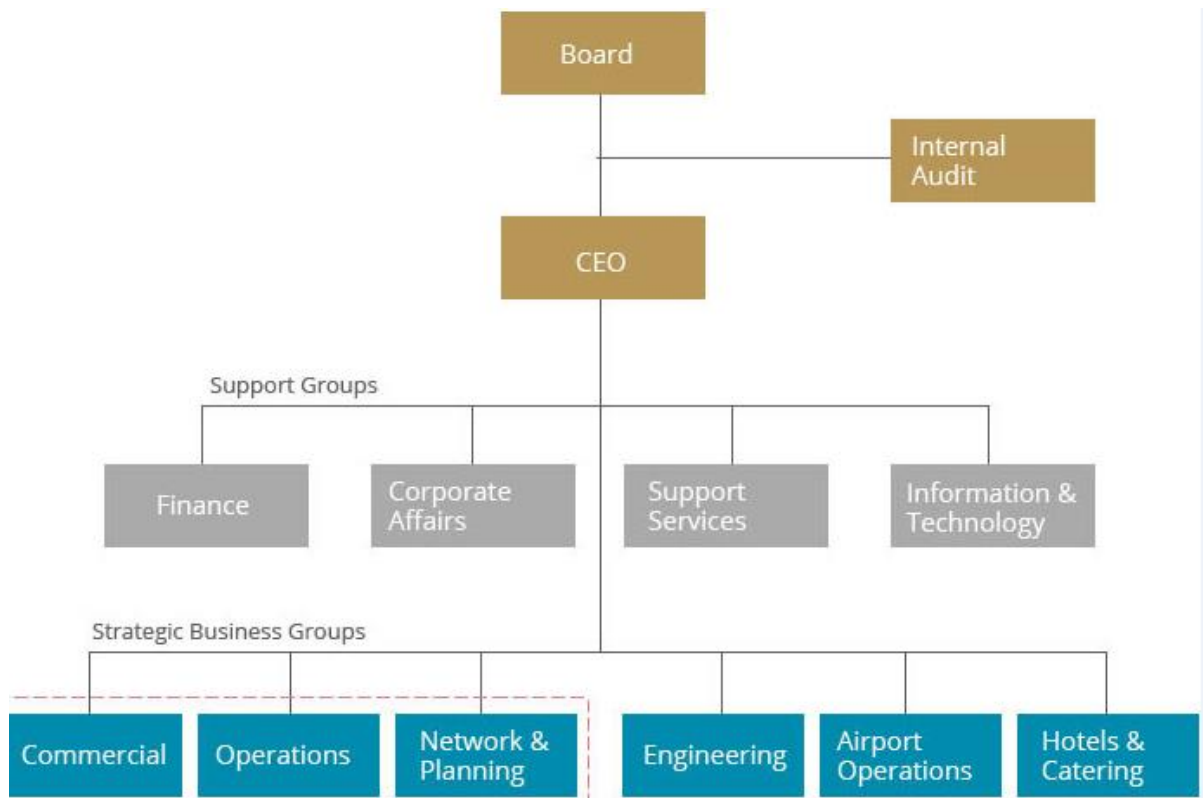 Board
Internal
Audit
CEO
Support Groups
Finance
Corporate
Affairs
Support
Services
Information &
Technology
Strategic Business Groups
Commercial
Operations
Network &
Planning
Engineering
Airport
Operations
Hotels &
Catering